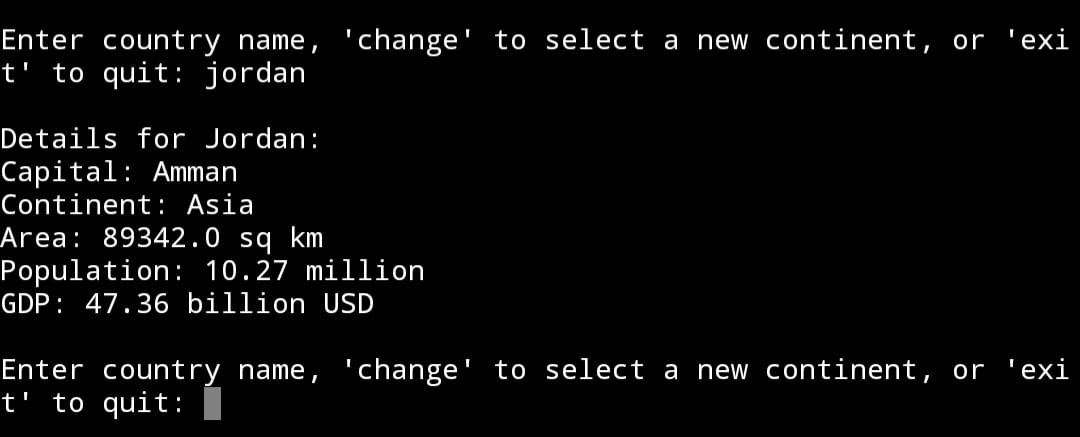 Enter country name, 'change' to select a new continent, or 'exi
t' to quit: jordan
Details for Jordan:
Capital: Amman
Continent: Asia
Area: 89342.0 sq km
Population: 10.27 million
GDP: 47.36 billion USD
Enter country name, 'change' to select a new continent, or 'exi
t' to quit: